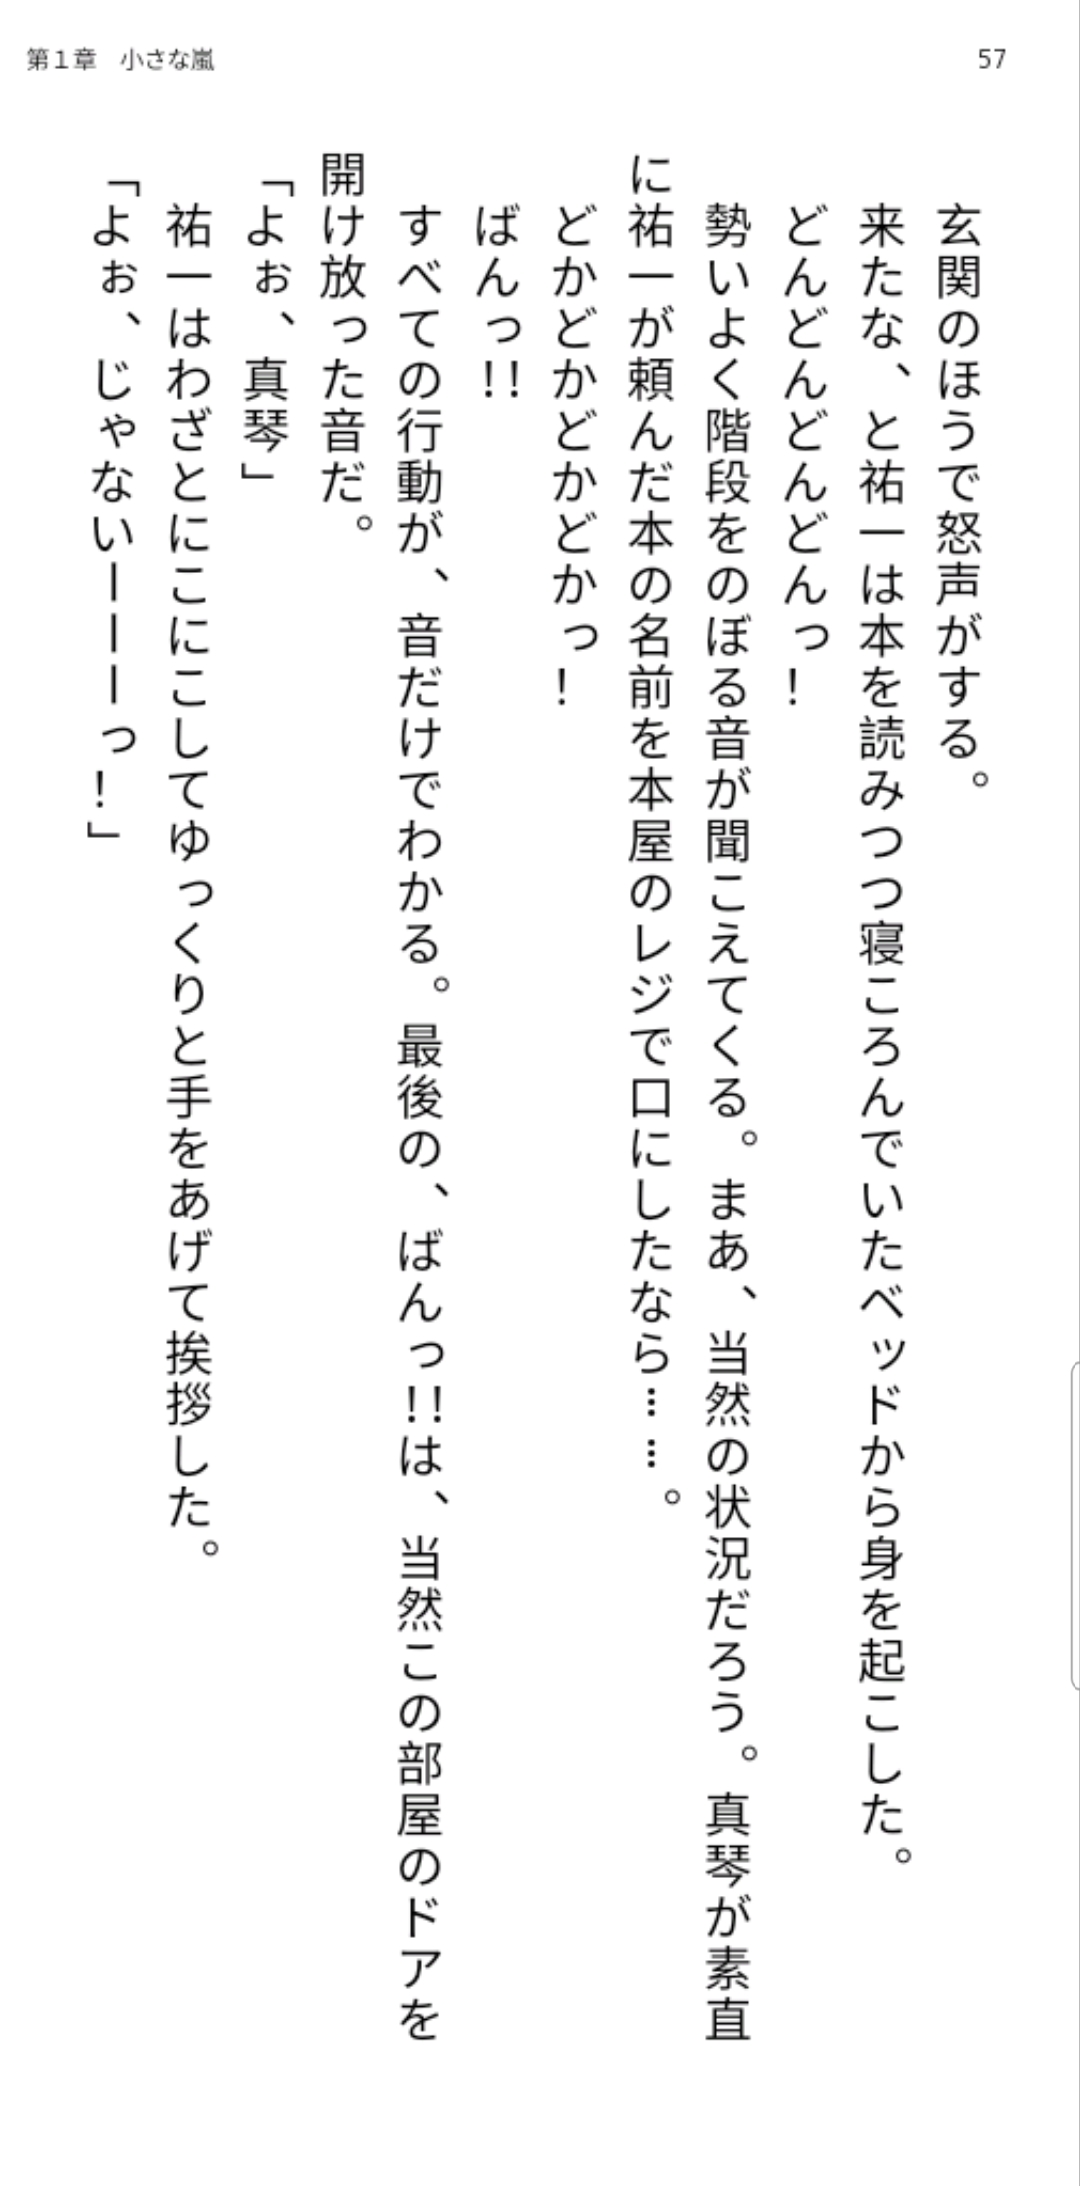 第１章　小さな嵐
57
　玄関のほうで怒声がする。
　来たな、と祐一は本を読みつつ寝ころんでいたベッドから身を起こした。
　どんどんどんどんっ！
　勢いよく階段をのぼる音が聞こえてくる。まあ、当然の状況だろう。真琴が素直
に祐一が頼んだ本の名前を本屋のレジで口にしたなら……。
　どかどかどかどかっ！
　ばんっ!!
　すべての行動が、音だけでわかる。最後の、ばんっ!!は、当然この部屋のドアを
開け放った音だ。
「よぉ、真琴」
　祐一はわざとにこにこしてゆっくりと手をあげて挨拶した。
「よぉ、じゃないーーーっ！」